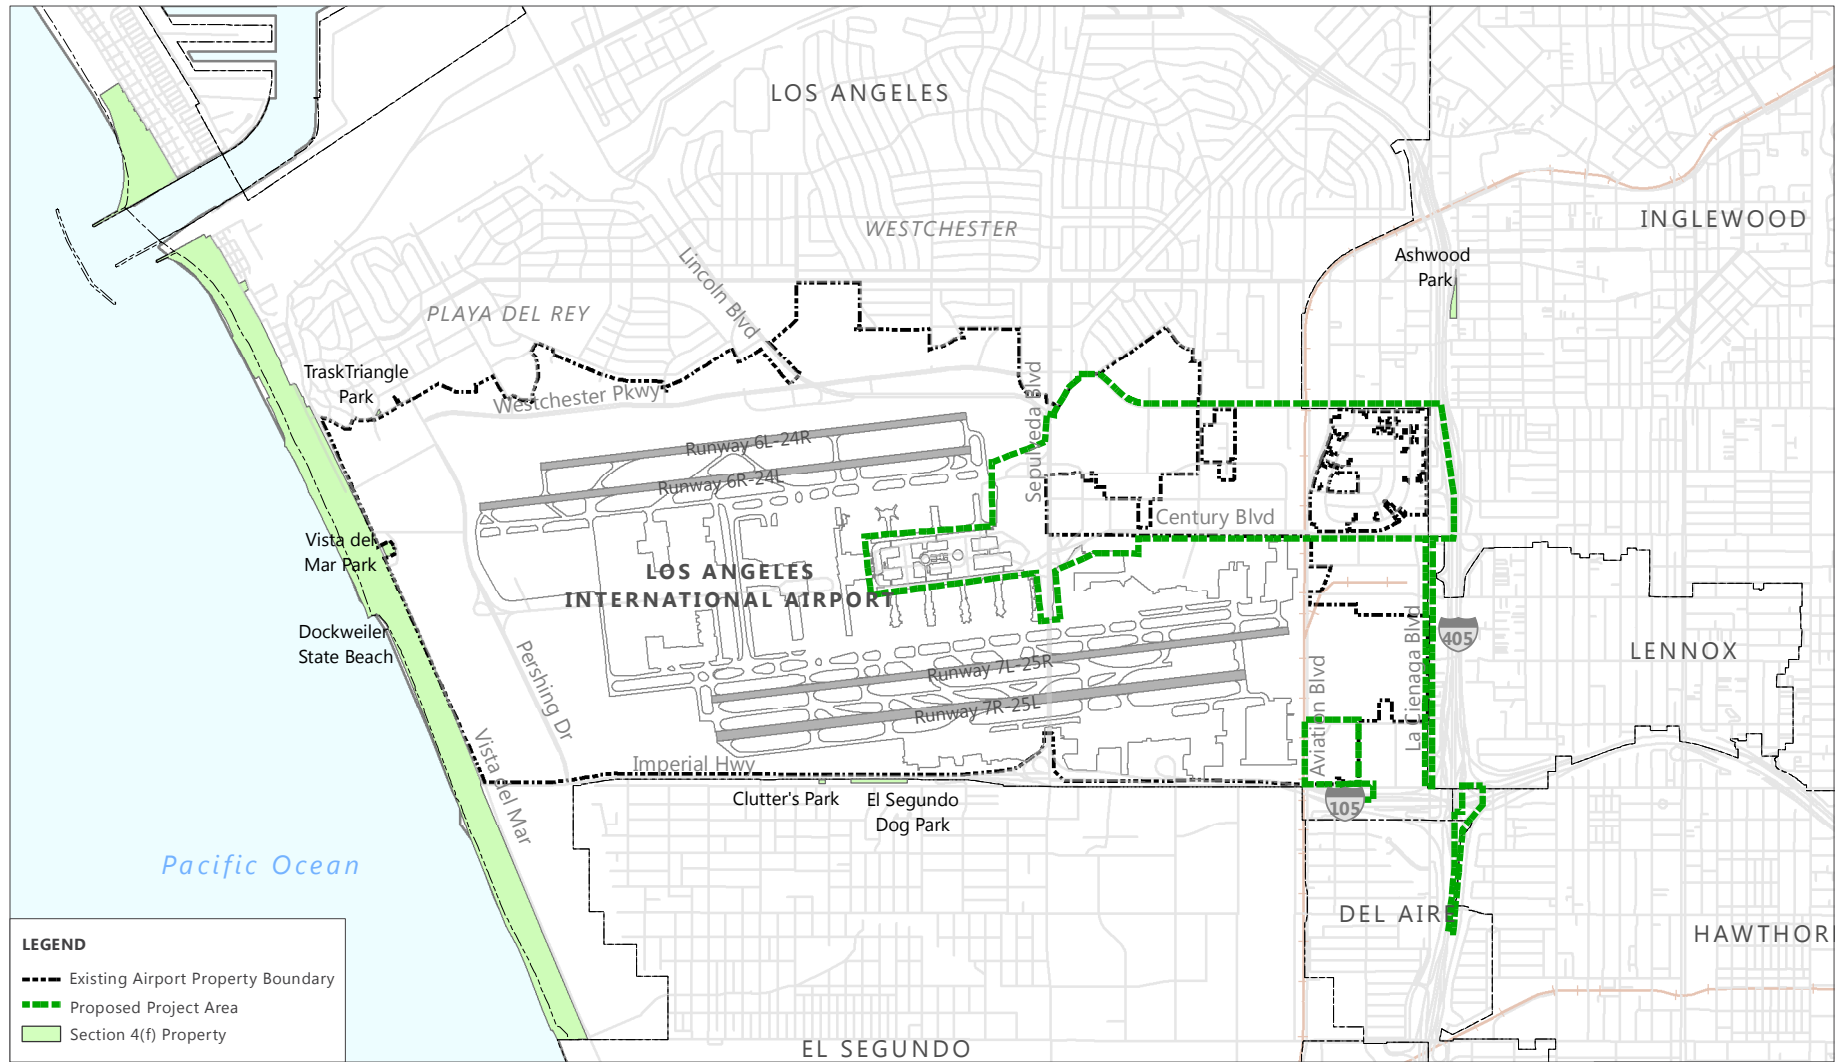 LOS ANGELES
INGLEWOOD
WESTCHESTER
Ashwood
Park
Lincoln Blvd
PLAYA DEL REY
TraskTriangle
Park
Westchester Pkwy
Sepulveda Blvd
Runway 6L-24R
Runway 6R-24L
Century Blvd
Vista del
Mar Park
LOS ANGELES
INTERNATIONAL AIRPORT
Dockweiler
State Beach
Pershing Dr
405
LENNOX
La Cienaga Blvd
Aviation Blvd
Runway 7L-25R
Runway 7R-25L
Vista del Mar
Imperial Hwy
Clutter's Park
El Segundo
Dog Park
105
Pacific Ocean
DEL AIRE
HAWTHOR
LEGEND
Existing Airport Property Boundary
Proposed Project Area
Section 4(f) Property
EL SEGUNDO